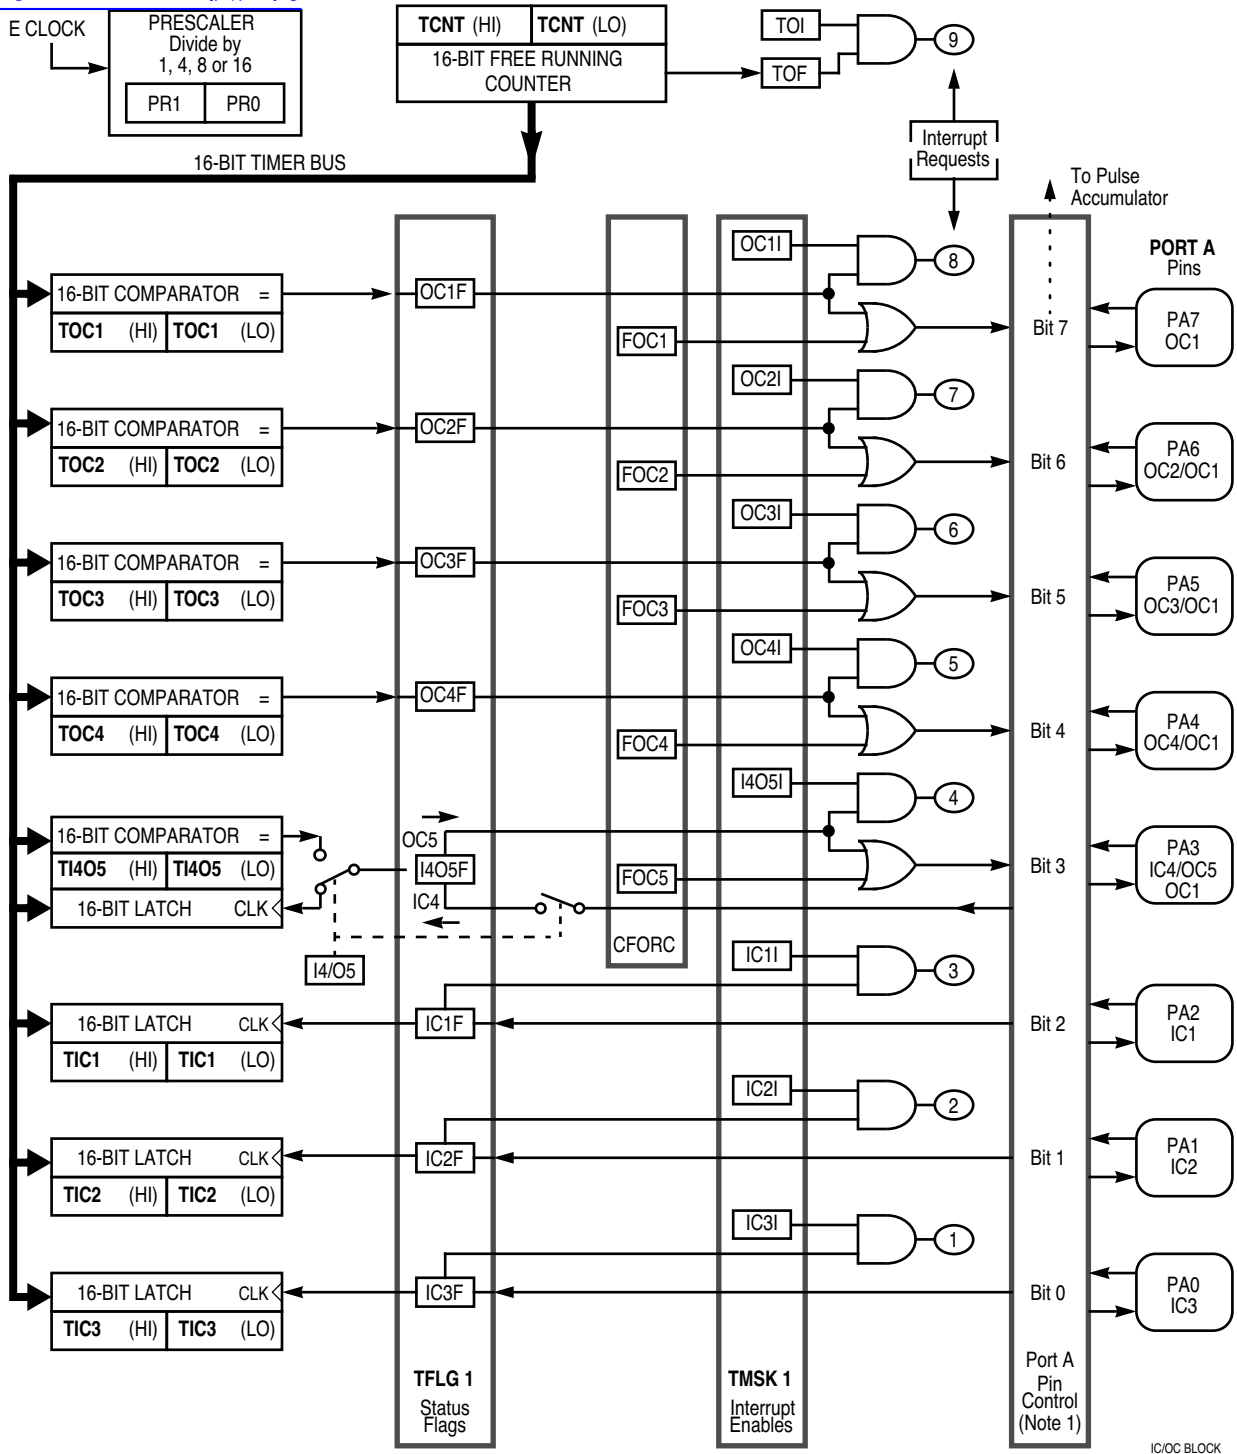 E CLOCK
PRESCALER
Divide by
1, 4, 8 or 16
PR1 PR0
TCNT (HI) TCNT (LO)
16-BIT FREE RUNNING
COUNTER
TOI
TOF
9
Interrupt
Requests
16-BIT TIMER BUS
To Pulse
Accumulator
PORT A
Pins
OC1I
8
16-BIT COMPARATOR =
TOC1 (HI) TOC1 (LO)
OC1F
FOC1
Bit 7
PA7
OC1
OC2I
7
16-BIT COMPARATOR =
TOC2 (HI) TOC2 (LO)
OC2F
FOC2
Bit 6
PA6
OC2/OC1
OC3I
6
16-BIT COMPARATOR =
TOC3 (HI) TOC3 (LO)
OC3F
FOC3
Bit 5
PA5
OC3/OC1
OC4I
5
16-BIT COMPARATOR =
TOC4 (HI) TOC4 (LO)
OC4F
FOC4
Bit 4
PA4
OC4/OC1
I4O5I
4
16-BIT COMPARATOR =
TI4O5 (HI) TI4O5 (LO)
16-BIT LATCH CLK
OC5
I4O5F
IC4
FOC5
Bit 3
PA3
IC4/OC5
OC1
I4/O5
CFORC
IC1I
3
16-BIT LATCH CLK
TIC1 (HI) TIC1 (LO)
IC1F
Bit 2
PA2
IC1
IC2I
2
16-BIT LATCH CLK
TIC2 (HI) TIC2 (LO)
IC2F
Bit 1
PA1
IC2
IC3I
1
16-BIT LATCH CLK
TIC3 (HI) TIC3 (LO)
IC3F
Bit 0
PA0
IC3
TFLG 1
Status
Flags
TMSK 1
Interrupt
Enables
Port A
Pin
Control
(Note 1)
IC/OC BLOCK